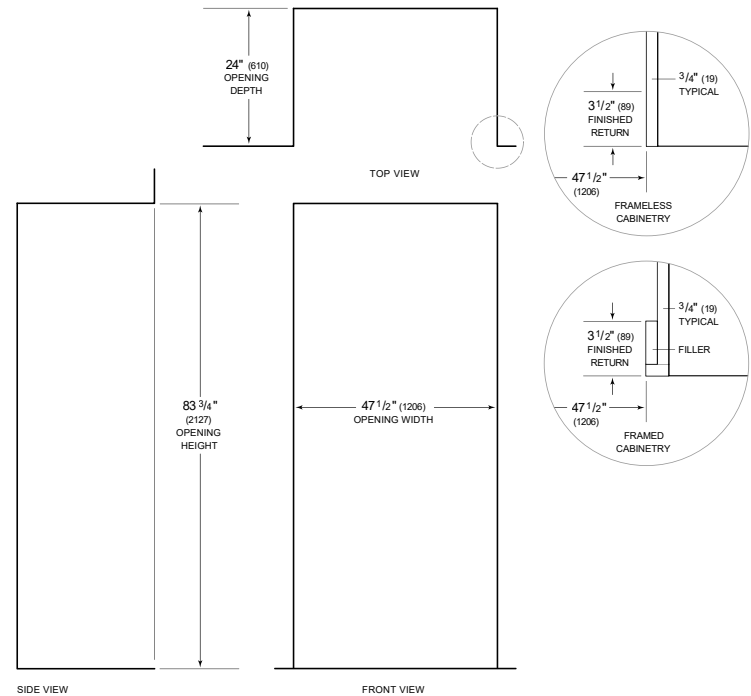 24" (610)
OPENING
DEPTH
TOP VIEW
3/4" (19)
TYPICAL
3 1/2" (89)
FINISHED
RETURN
47 1/2"
(1206)
FRAMELESS
CABINETRY
3/4" (19)
TYPICAL
3 1/2" (89)
FINISHED
RETURN
FILLER
47 1/2"
(1206)
FRAMED
CABINETRY
83 3/4"
(2127)
OPENING
HEIGHT
47 1/2" (1206)
OPENING WIDTH
SIDE VIEW
FRONT VIEW